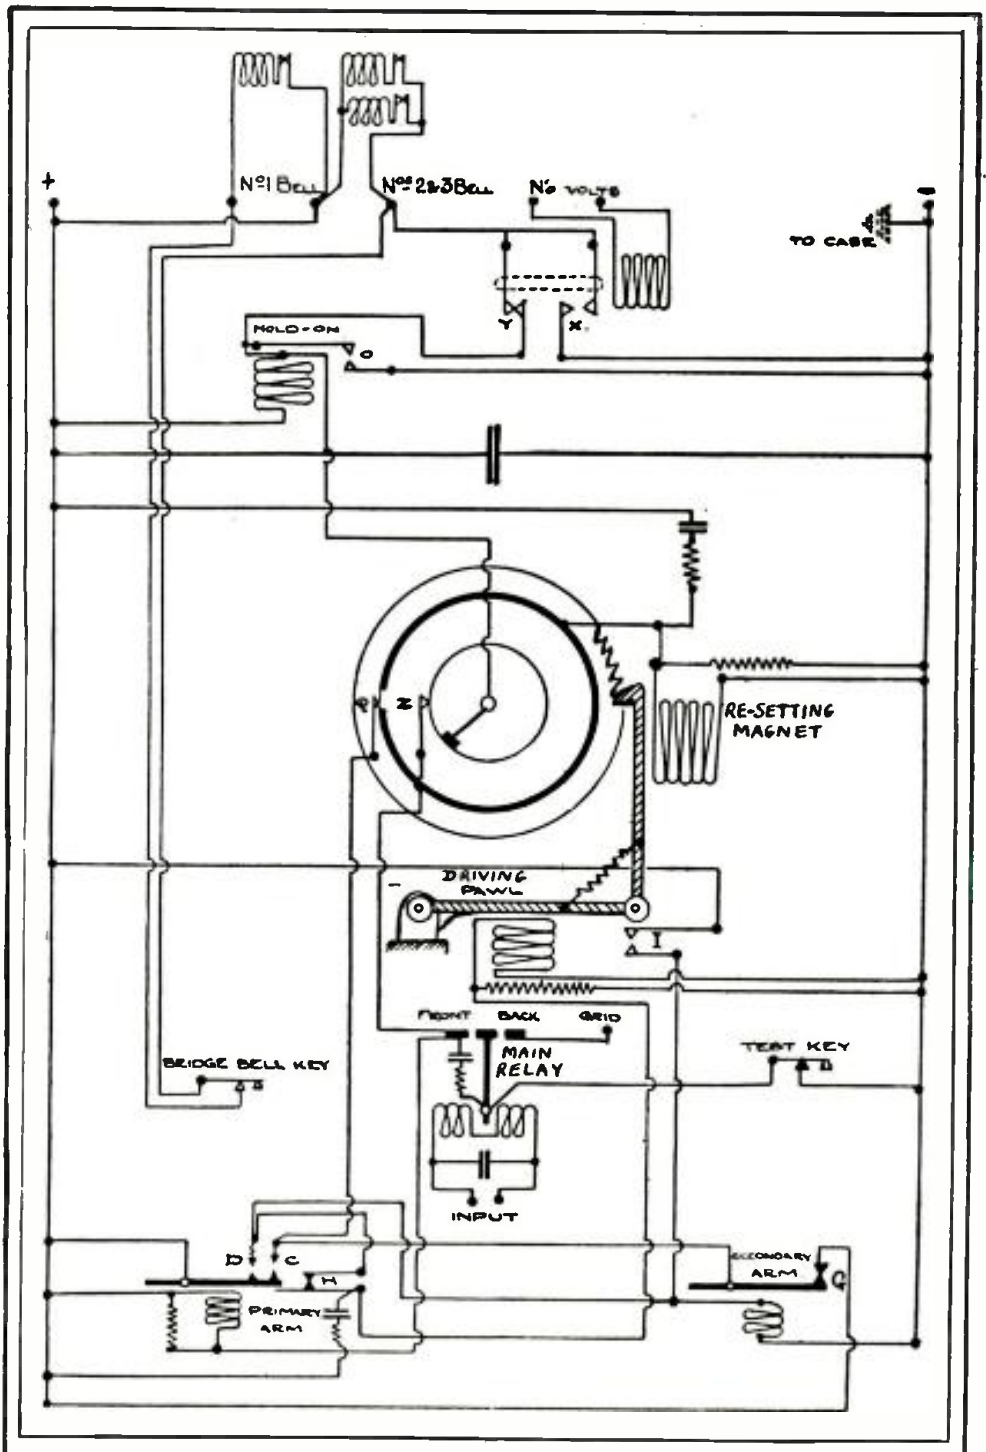 +
Nº1 BELL
Nos 2&3 BELL
Nº VOLTS
−
TO CASE
Y
X
HOLD-ON
O
P
N
RE-SETTING
MAGNET
DRIVING
PAWL
I
FRONT
BACK
GRID
MAIN
RELAY
TEST KEY
BRIDGE BELL KEY
INPUT
D
C
H
SECONDARY
ARM
G
PRIMARY
ARM